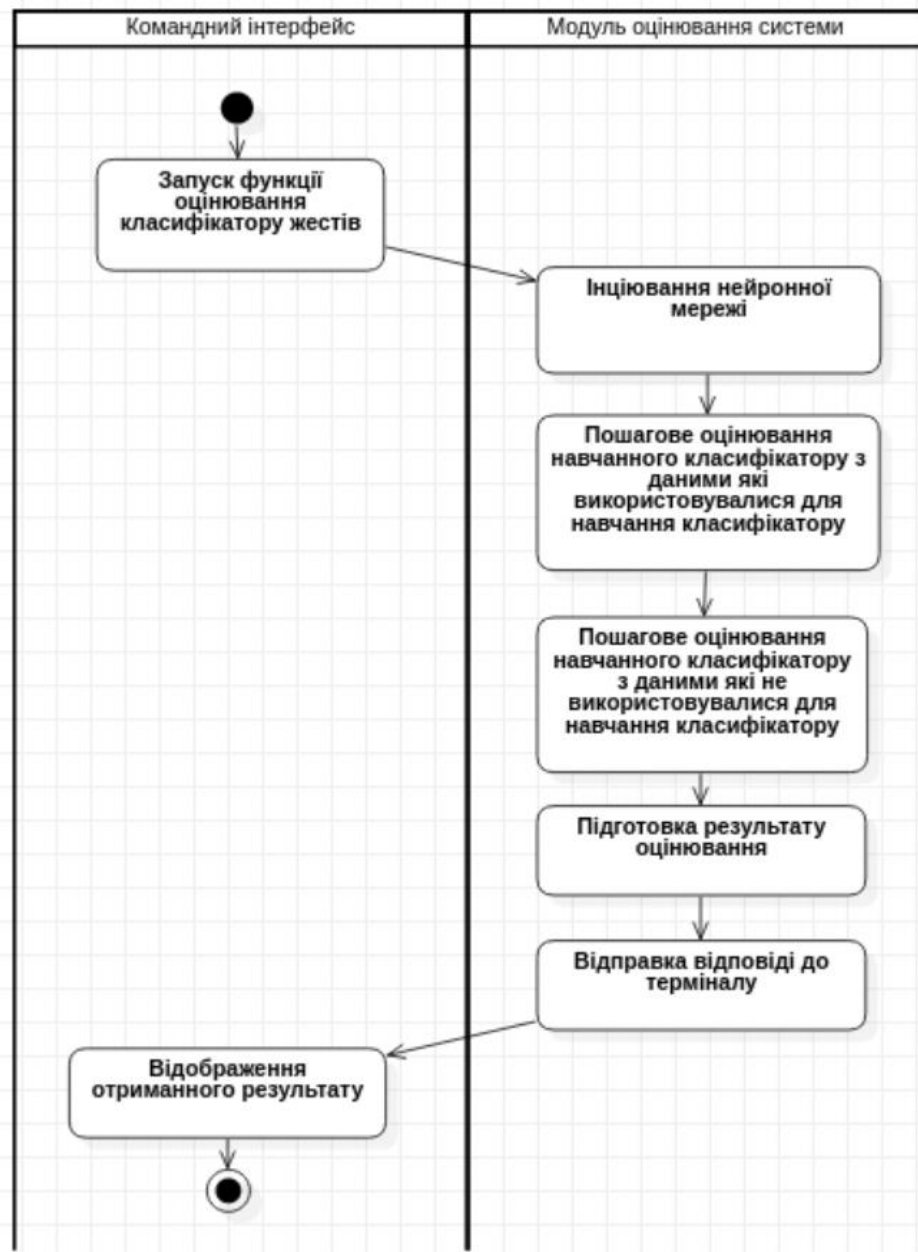 Командний інтерфейс
Модуль оцінювання системи
Запуск функції
оцінювання
класифікатору жестів
Інціювання нейронної
мережі
Пошагове оцінювання
навчанного класифікатору з
даними які
використовувалися для
навчання класифікатору
Пошагове оцінювання
навчанного класифікатору
з даними які не
використовувалися для
навчання класифікатору
Підготовка результату
оцінювання
Відправка відповіді до
терміналу
Відображення
отриманного результату